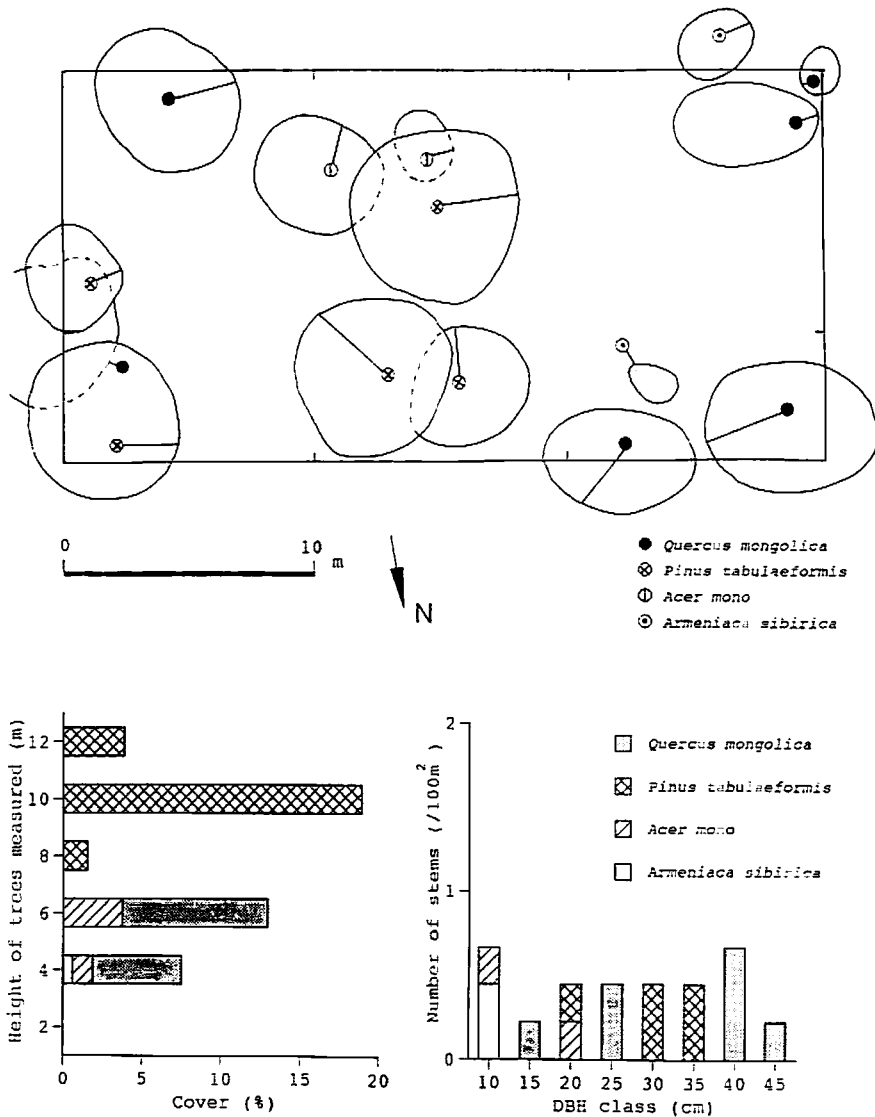 0 10 m
N
Quercus mongolica
Pinus tabulaeformis
Acer mono
Armeniaca sibirica
Height of trees measured (m)
12
10
8
6
4
2
0 5 10 15 20
Cover (%)
Number of stems (/100m²)
2
1
0
Quercus mongolica
Pinus tabulaeformis
Acer mono
Armeniaca sibirica
10 15 20 25 30 35 40 45
DBH class (cm)